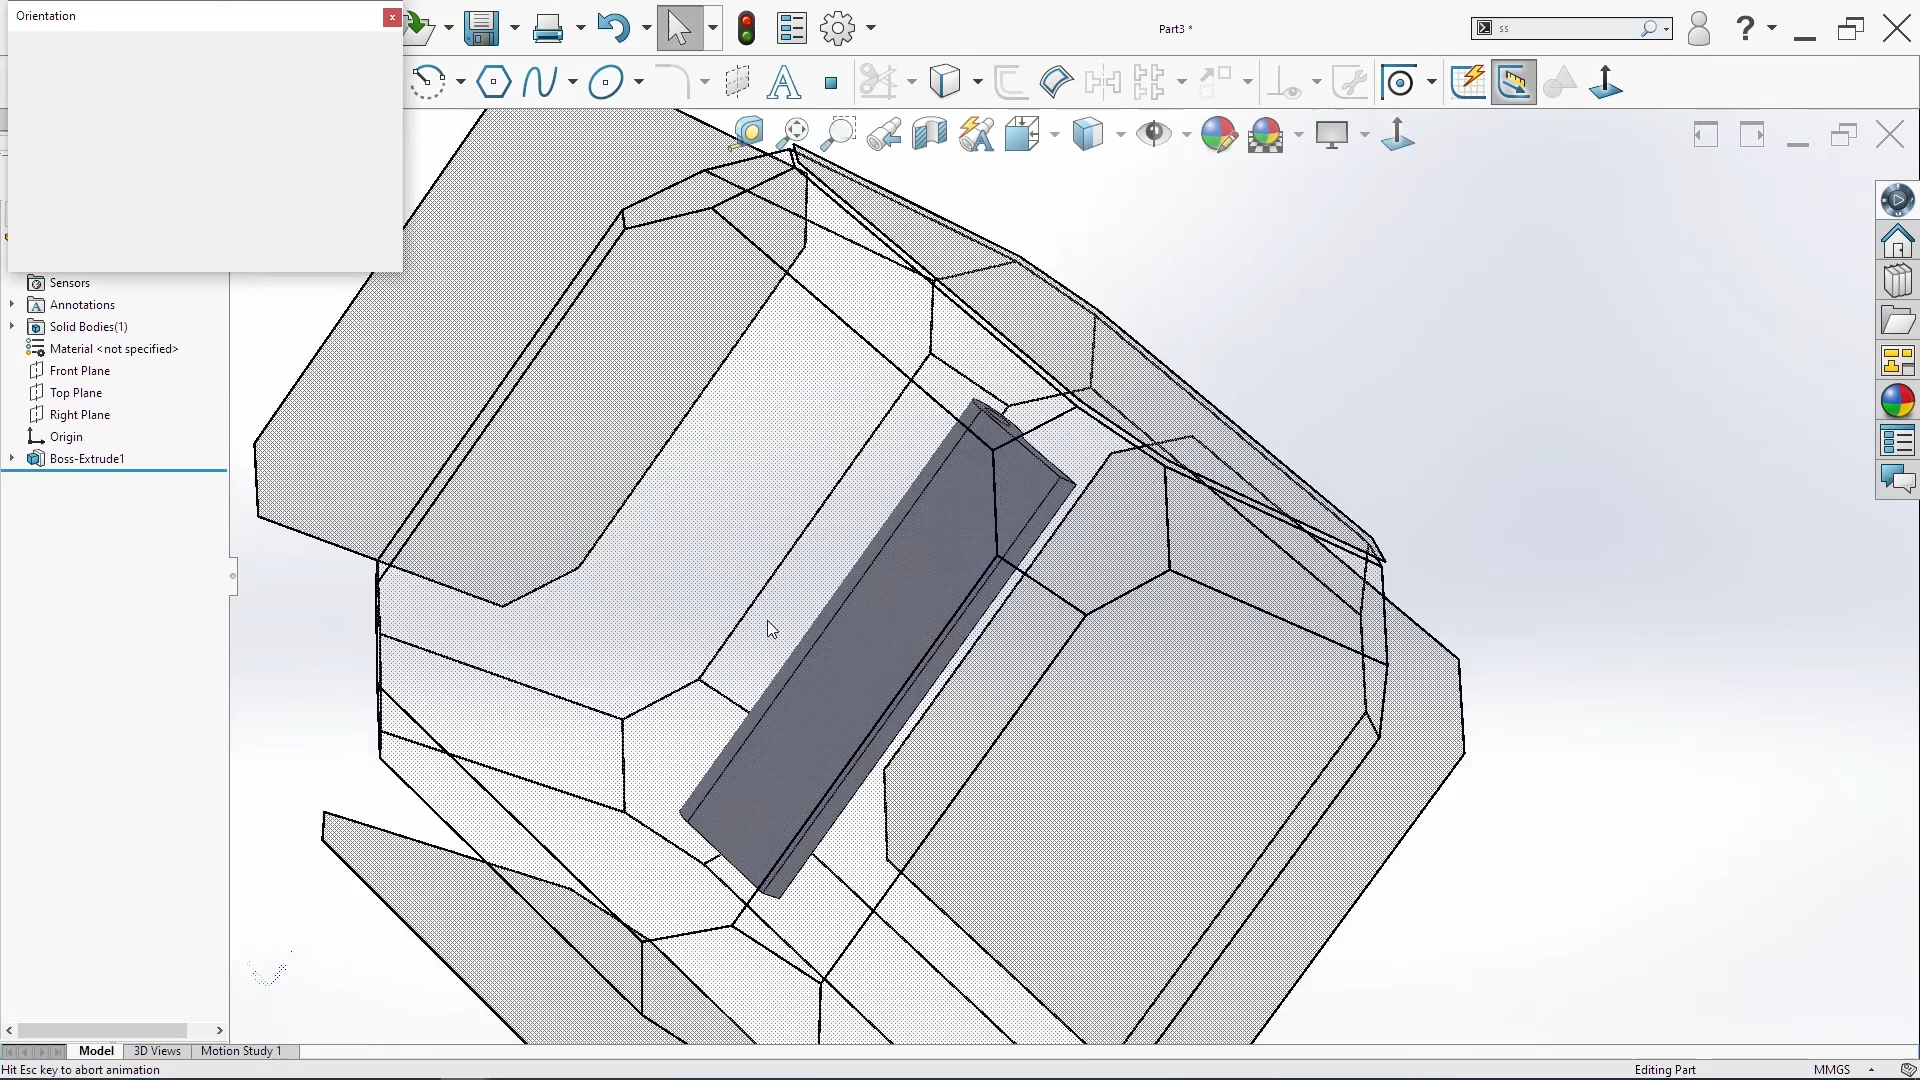 Orientation
x
Part3 *
ss
?
A
Sensors
Annotations
Solid Bodies(1)
Material <not specified>
Front Plane
Top Plane
Right Plane
Origin
Boss-Extrude1
Model
3D Views
Motion Study 1
Hit Esc key to abort animation
Editing Part
MMGS